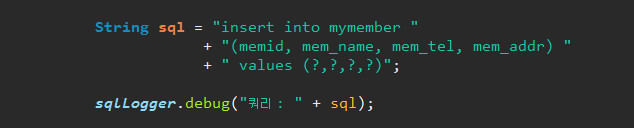 String sql = "insert into mymember "
+ "(memid, mem_name, mem_tel, mem_addr) "
+ " values (?,?,?,?)";
sqlLogger.debug("쿼리 : " + sql);